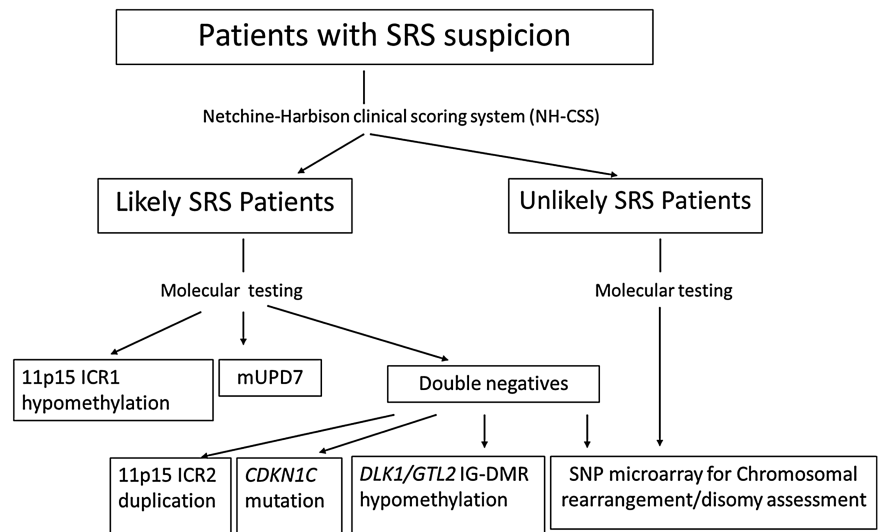 Patients with SRS suspicion
Netchine-Harbison clinical scoring system (NH-CSS)
Likely SRS Patients
Unlikely SRS Patients
Molecular testing
Molecular testing
11p15 ICR1
hypomethylation
mUPD7
Double negatives
11p15 ICR2
duplication
CDKN1C
mutation
DLK1/GTL2 IG-DMR
hypomethylation
SNP microarray for Chromosomal
rearrangement/disomy assessment